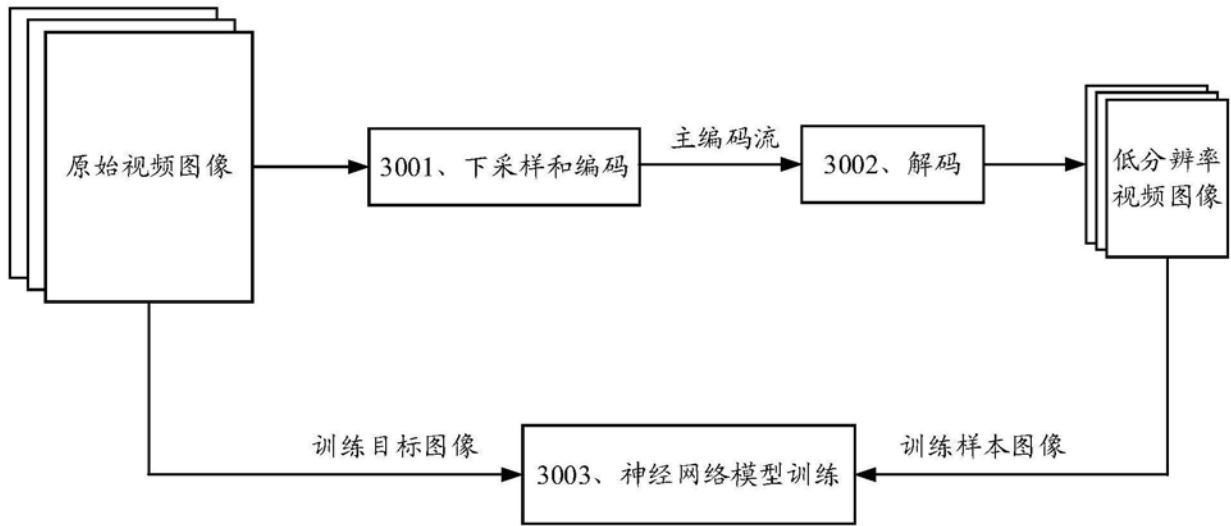 原始视频图像
3001、下采样和编码
主编码流
3002、解码
低分辨率
视频图像
训练目标图像
3003、神经网络模型训练
训练样本图像